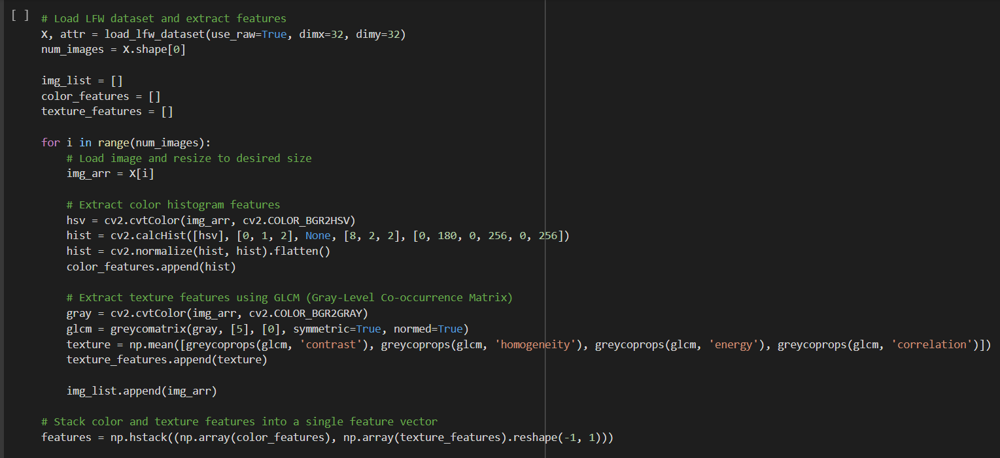 [ ]
# Load LFW dataset and extract features
X, attr = load_lfw_dataset(use_raw=True, dimx=32, dimy=32)
num_images = X.shape[0]

img_list = []
color_features = []
texture_features = []

for i in range(num_images):
    # Load image and resize to desired size
    img_arr = X[i]

    # Extract color histogram features
    hsv = cv2.cvtColor(img_arr, cv2.COLOR_BGR2HSV)
    hist = cv2.calcHist([hsv], [0, 1, 2], None, [8, 2, 2], [0, 180, 0, 256, 0, 256])
    hist = cv2.normalize(hist, hist).flatten()
    color_features.append(hist)

    # Extract texture features using GLCM (Gray-Level Co-occurrence Matrix)
    gray = cv2.cvtColor(img_arr, cv2.COLOR_BGR2GRAY)
    glcm = greycomatrix(gray, [5], [0], symmetric=True, normed=True)
    texture = np.mean([greycoprops(glcm, 'contrast'), greycoprops(glcm, 'homogeneity'), greycoprops(glcm, 'energy'), greycoprops(glcm, 'correlation')])
    texture_features.append(texture)

    img_list.append(img_arr)

# Stack color and texture features into a single feature vector
features = np.hstack((np.array(color_features), np.array(texture_features).reshape(-1, 1)))